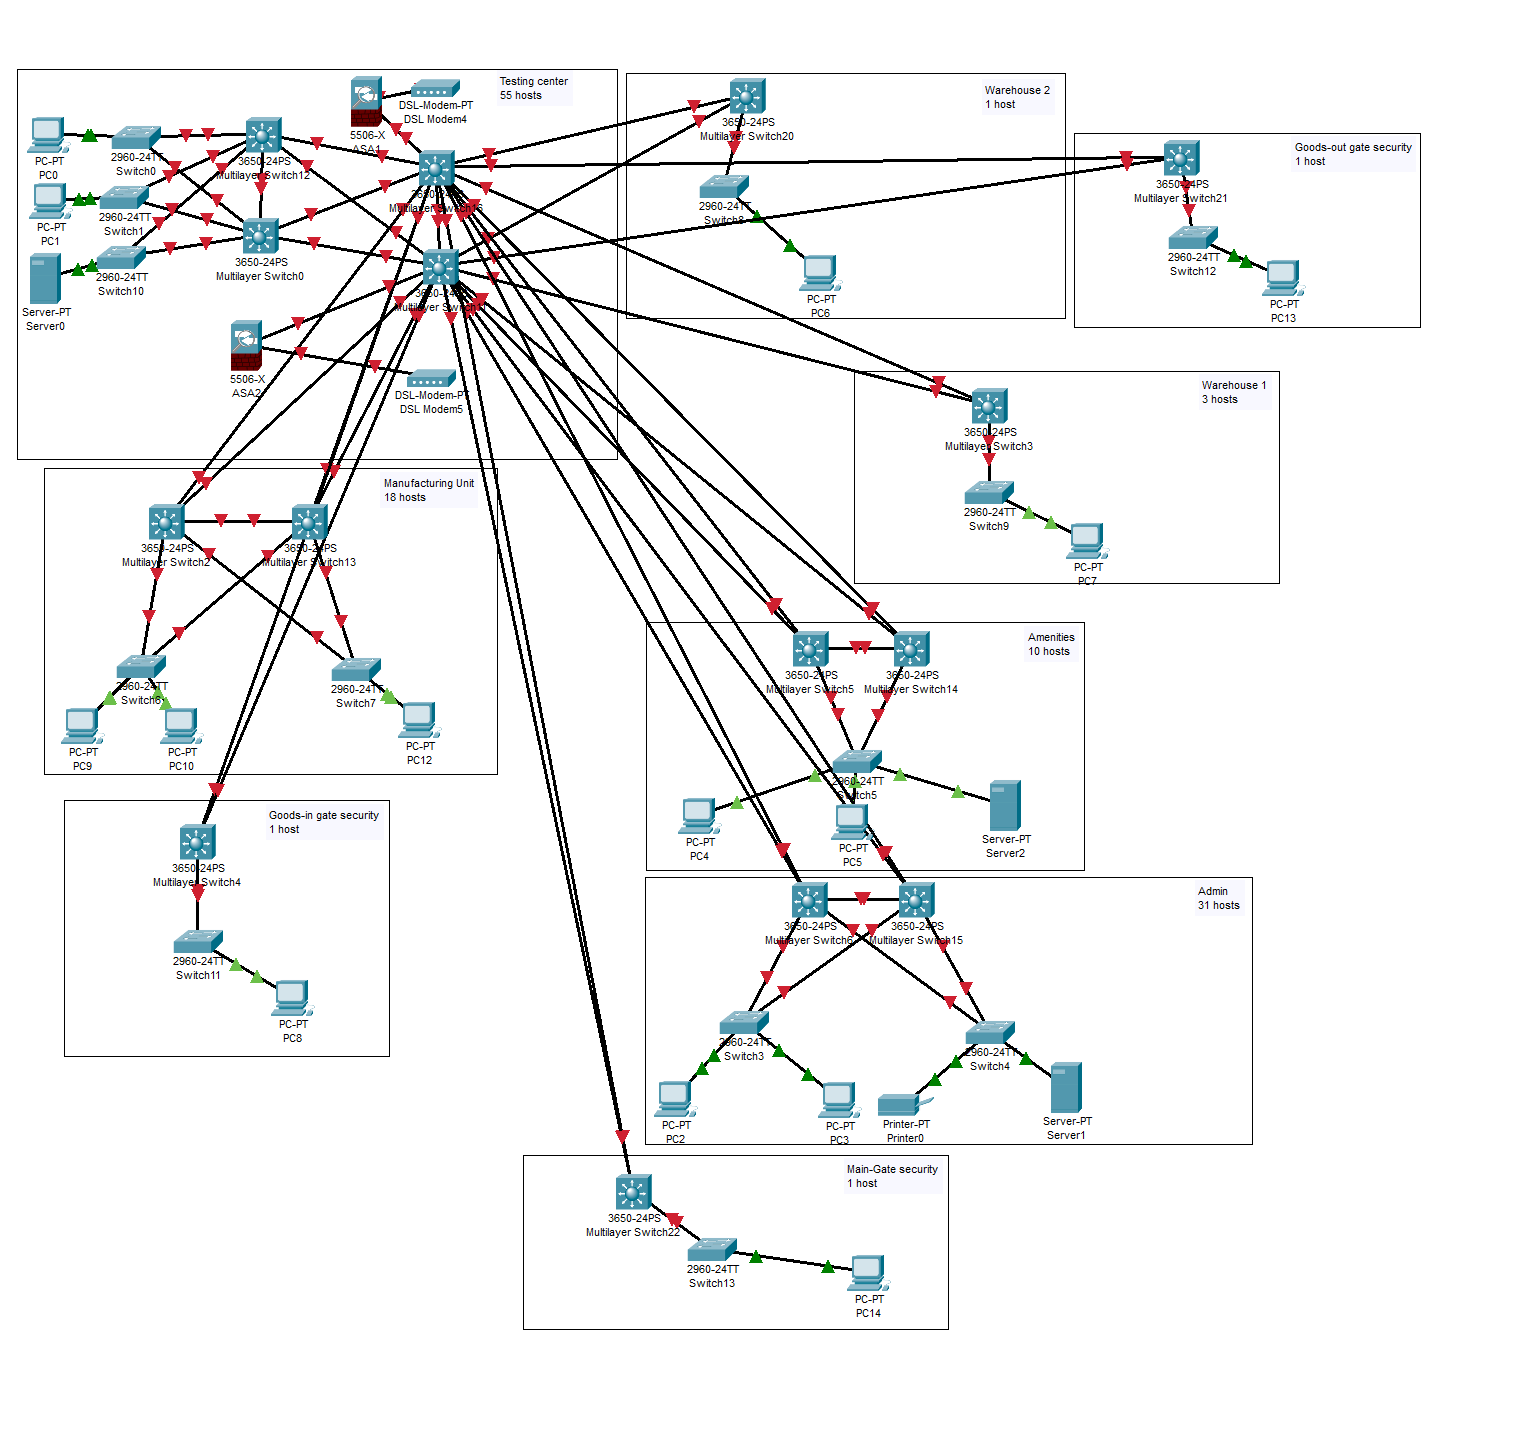 Testing center
55 hosts
DSL-Modem-PT
DSL Modem4
5506-X
ASA1
PC-PT
PC0
2960-24TT
Switch0
3650-24PS
Multilayer Switch12
PC-PT
PC1
2960-24TT
Switch1
3650-24PS
Multilayer Switch0
2960-24TT
Switch10
Server-PT
Server0
3650-24PS
Multilayer
3650-24PS
Multilayer
5506-X
ASA2
DSL-Modem-PT
DSL Modem5
Warehouse 2
1 host
3650-24PS
Multilayer Switch20
2960-24TT
Switch8
PC-PT
PC6
Goods-out gate security
1 host
3650-24PS
Multilayer Switch21
2960-24TT
Switch12
PC-PT
PC13
Warehouse 1
3 hosts
3650-24PS
Multilayer Switch3
2960-24TT
Switch9
PC-PT
PC7
Manufacturing Unit
18 hosts
3650-24PS
Multilayer Switch2
3650-24PS
Multilayer Switch13
2960-24TT
Switch6
2960-24TT
Switch7
PC-PT
PC9
PC-PT
PC10
PC-PT
PC12
Amenities
10 hosts
3650-24PS
Multilayer Switch5
3650-24PS
Multilayer Switch14
2960-24TT
Switch5
PC-PT
PC4
PC-PT
PC5
Server-PT
Server2
Goods-in gate security
1 host
3650-24PS
Multilayer Switch4
2960-24TT
Switch11
PC-PT
PC8
Admin
31 hosts
3650-24PS
Multilayer Switch6
3650-24PS
Multilayer Switch15
2960-24TT
Switch3
2960-24TT
Switch4
PC-PT
PC2
PC-PT
PC3
Printer-PT
Printer0
Server-PT
Server1
Main-Gate security
1 host
3650-24PS
Multilayer Switch22
2960-24TT
Switch13
PC-PT
PC14